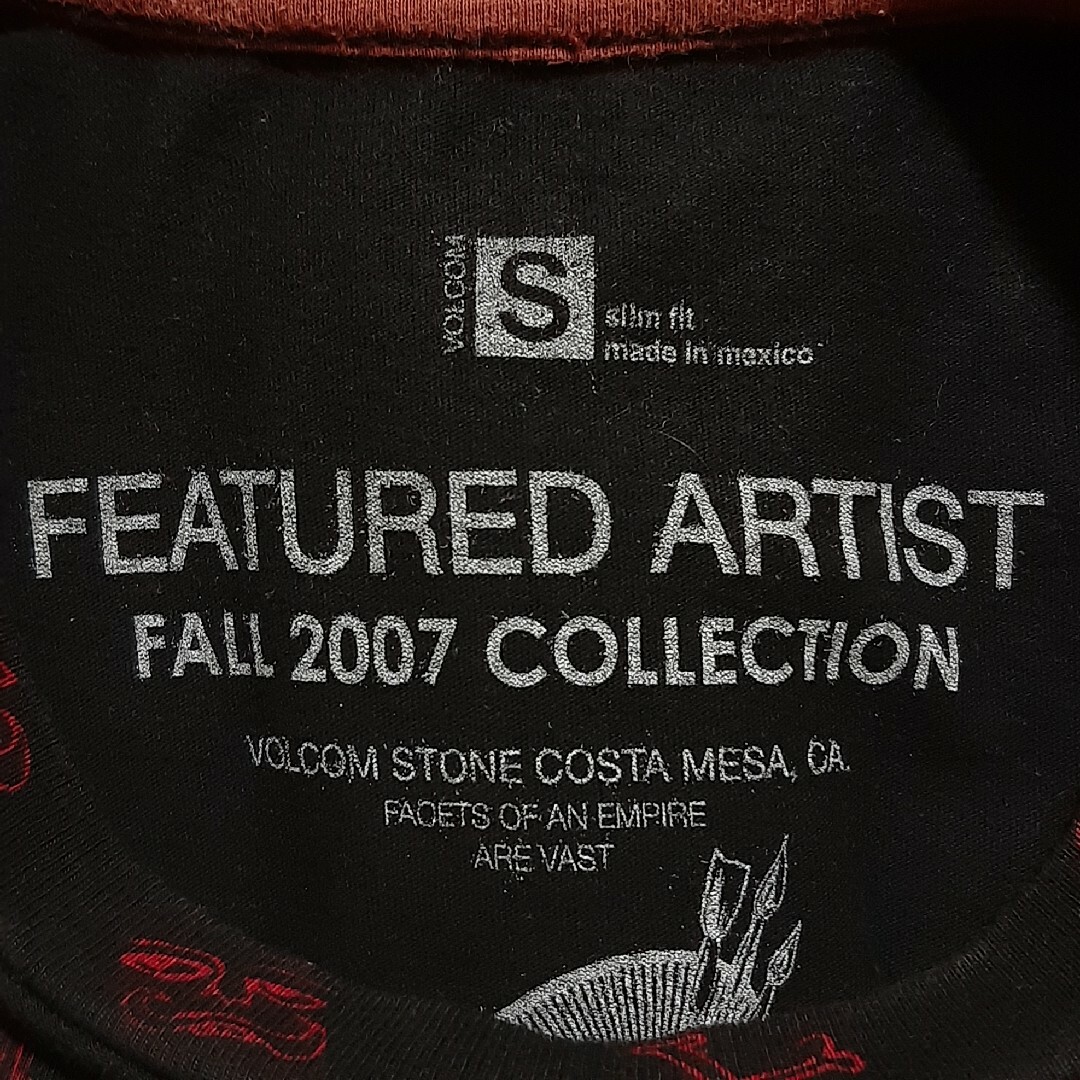 VOLCOM
S
slim fit
made in mexico
FEATURED ARTIST
FALL 2007 COLLECTION
VOLCOM STONE COSTA MESA, CA.
FACETS OF AN EMPIRE
ARE VAST